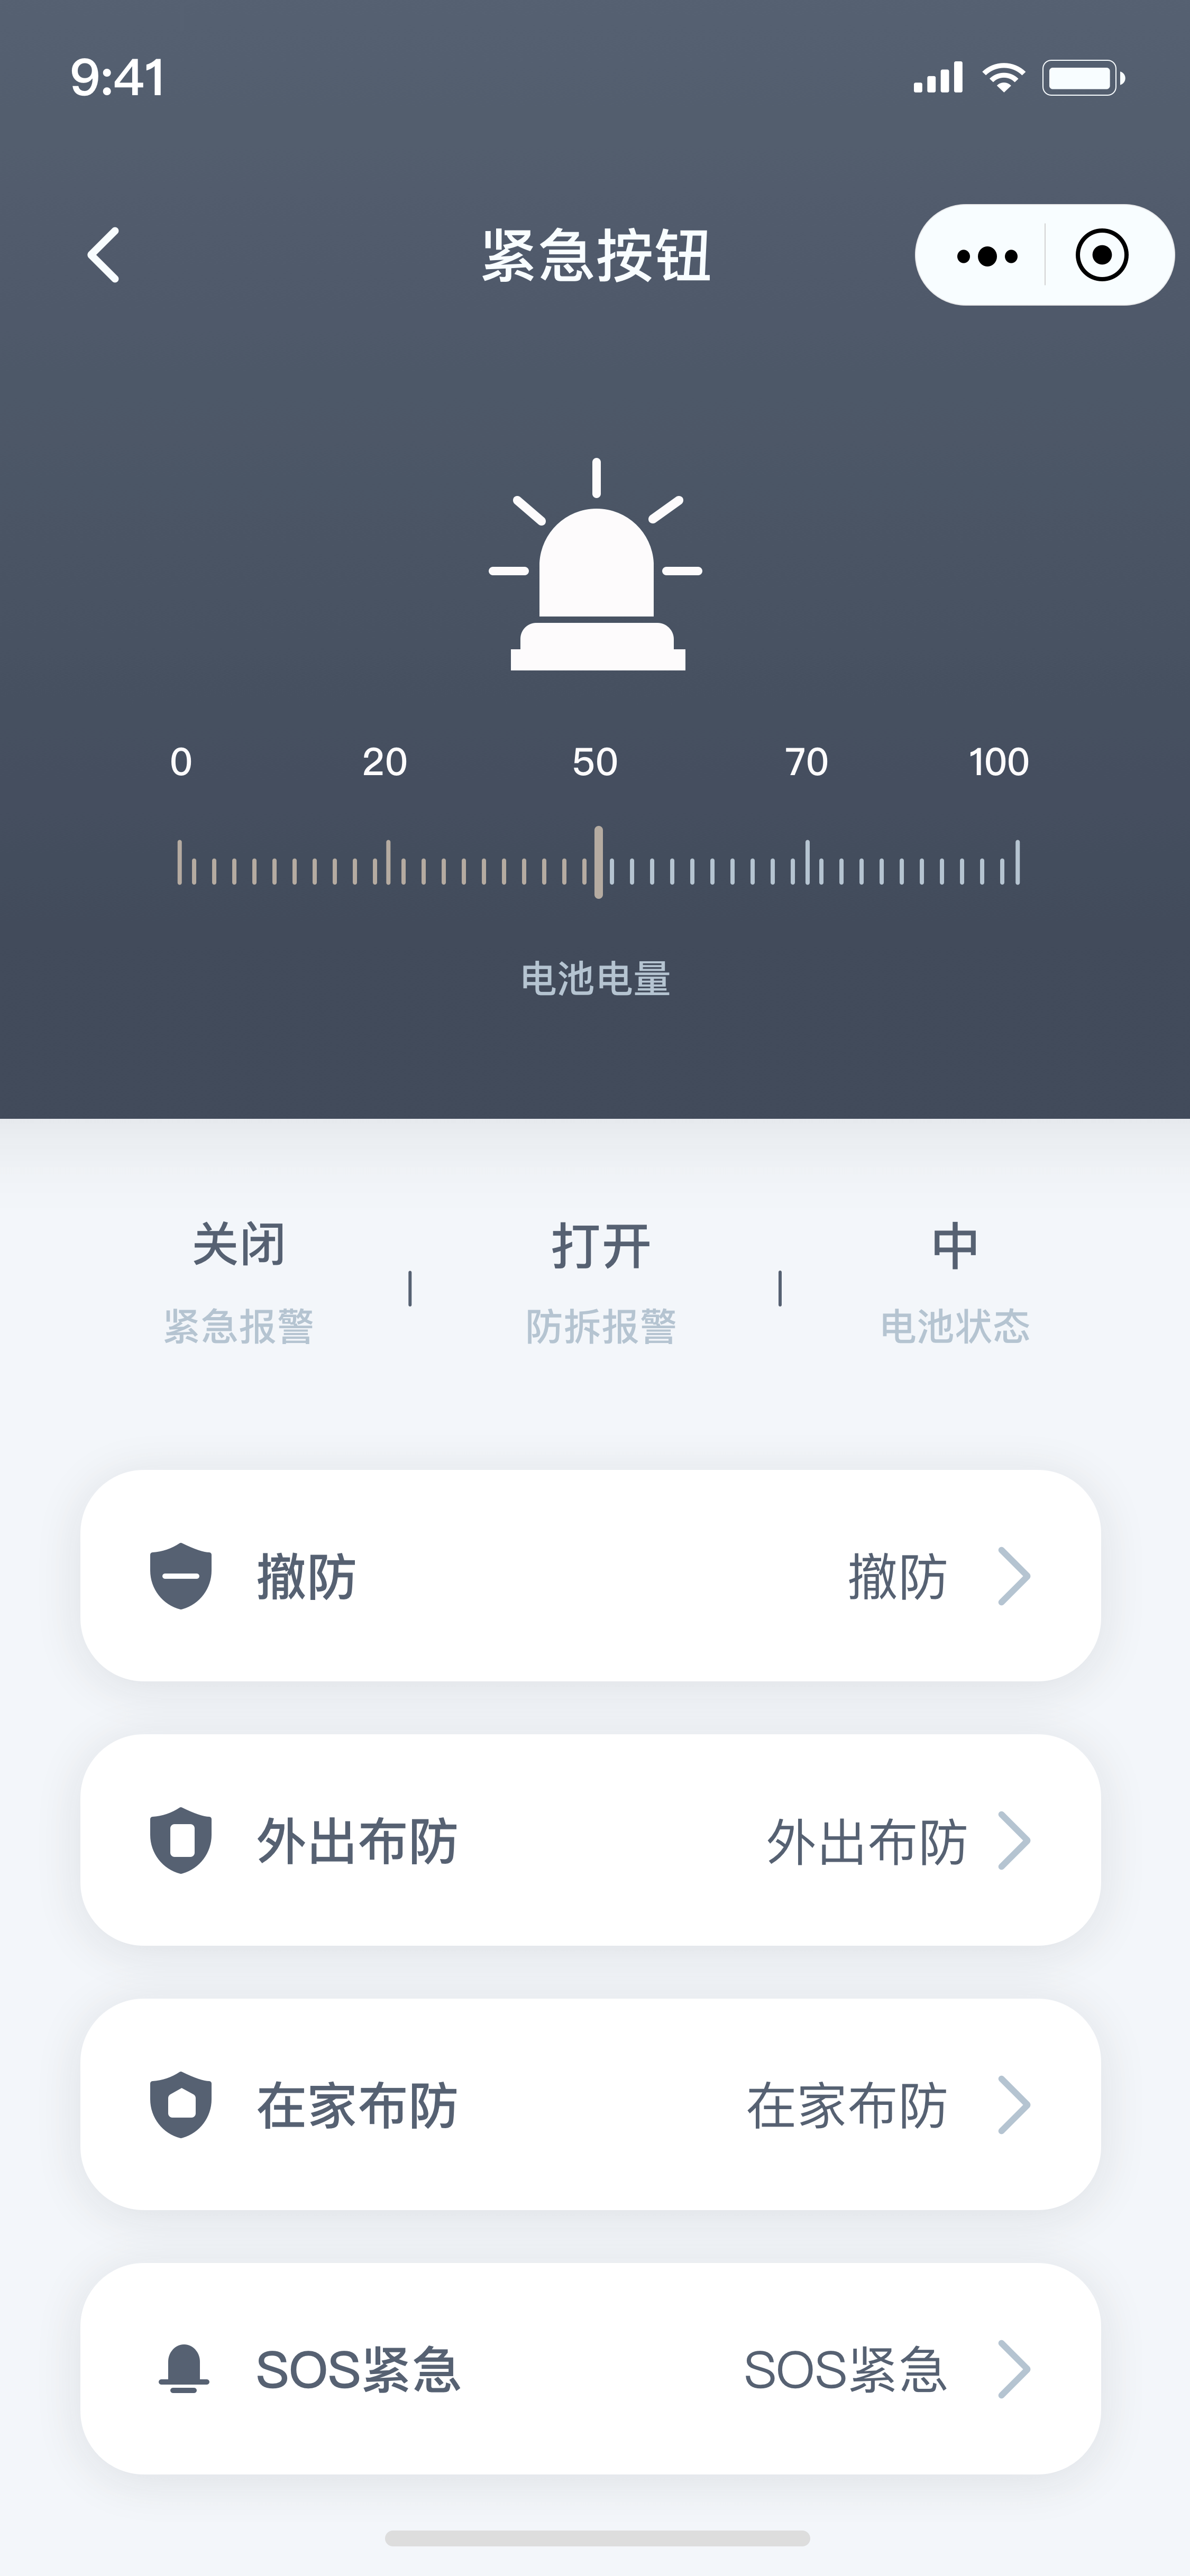 9:41
紧急按钮
0 20 50 70 100
电池电量
关闭 打开 中
紧急报警 防拆报警 电池状态
撤防 撤防
外出布防 外出布防
在家布防 在家布防
SOS紧急 SOS紧急